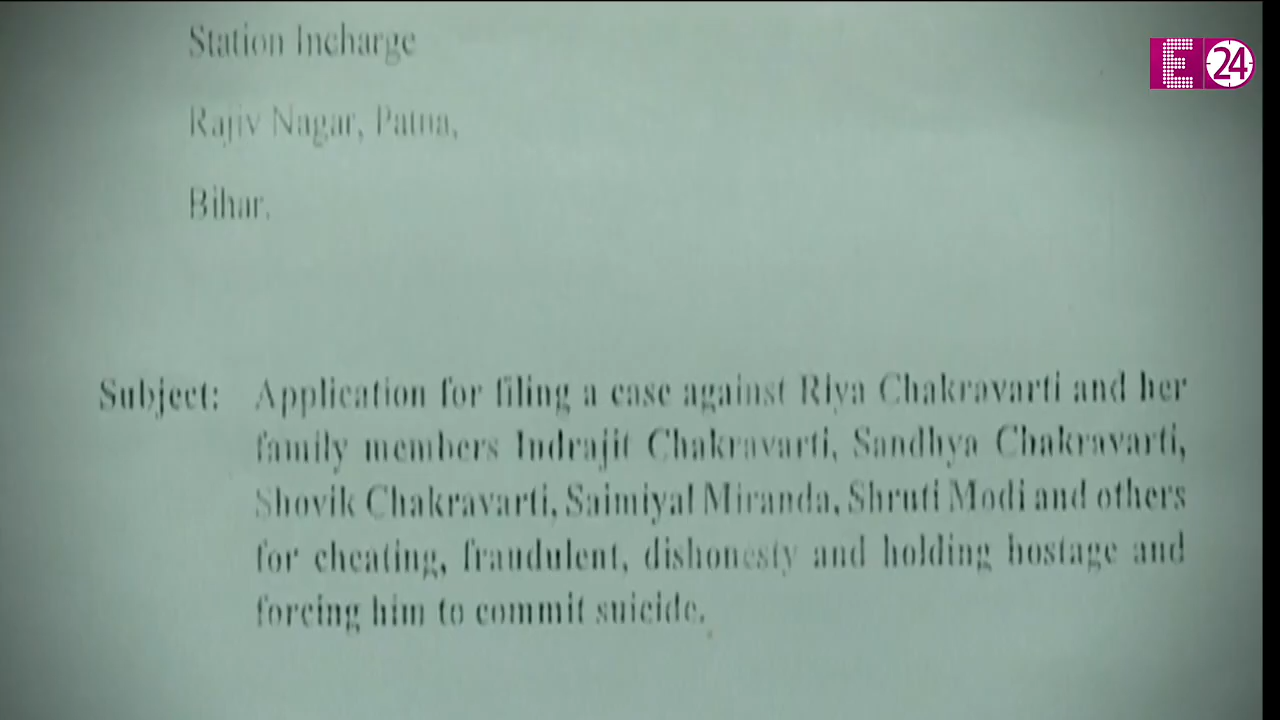 Station Incharge
E 24
Rajiv Nagar, Patna,
Bihar.
Subject: Application for filing a case against Riya Chakravarti and her
family members Indrajit Chakravarti, Sandhya Chakravarti,
Shovik Chakravarti, Saimiyal Miranda, Shruti Modi and others
for cheating, fraudulent, dishonesty and holding hostage and
forcing him to commit suicide.